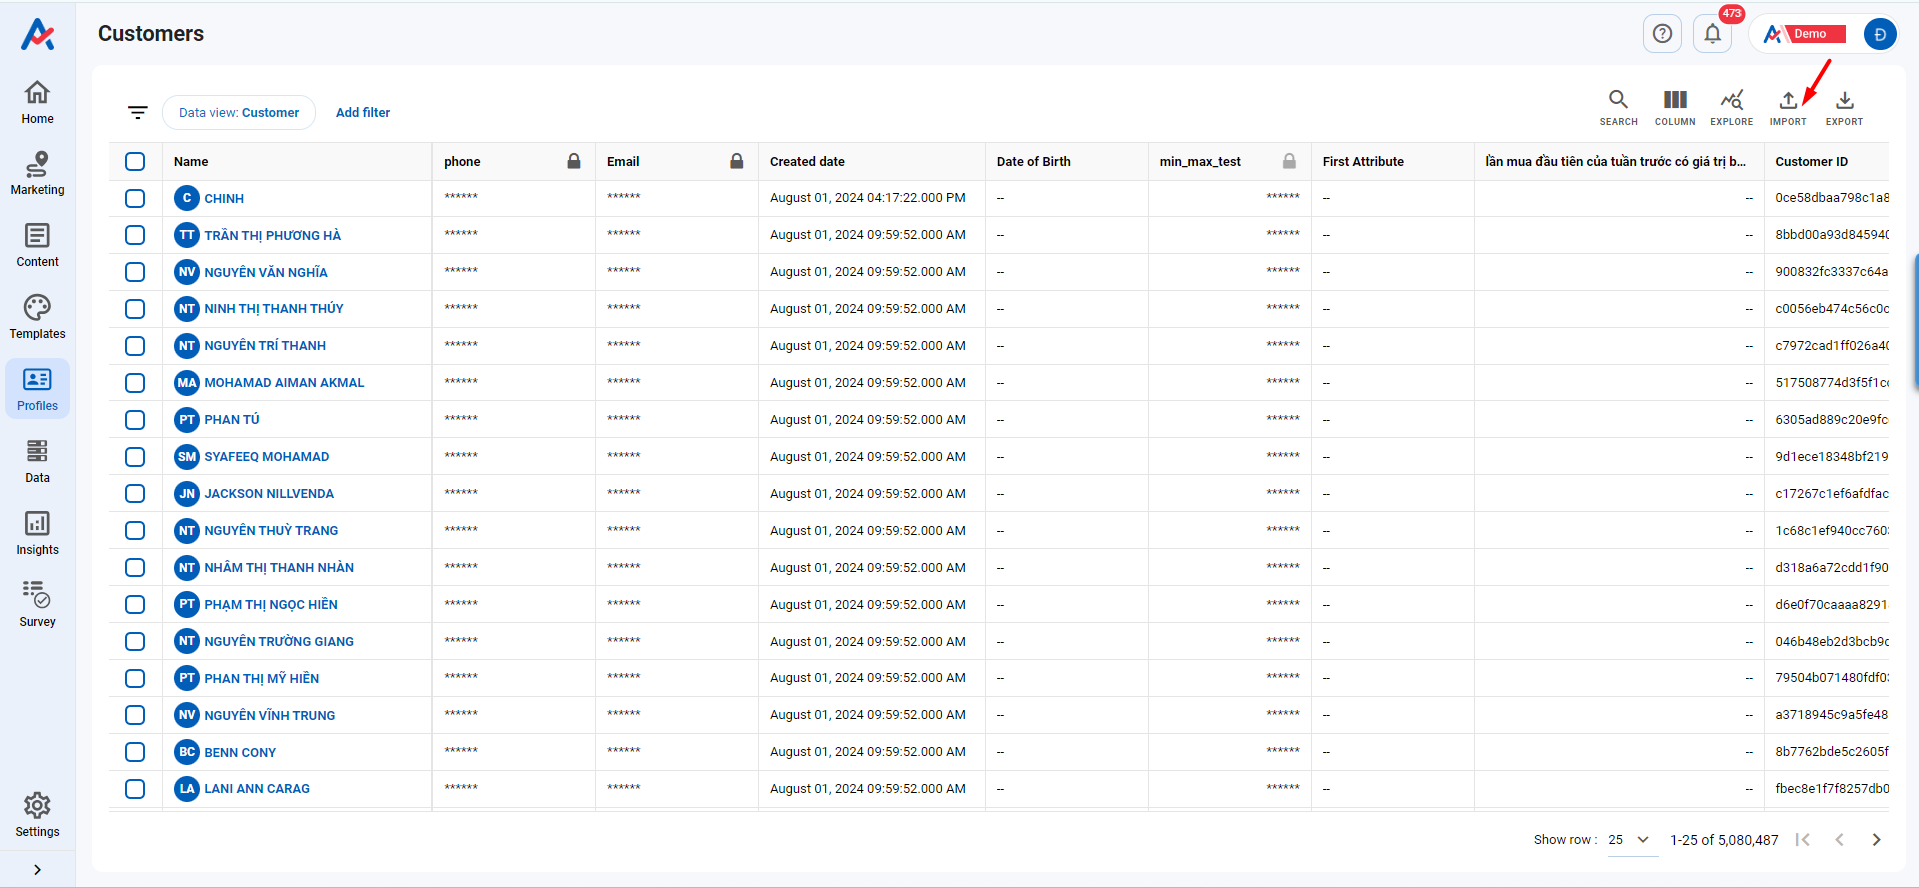 Customers
473
Demo
Đ
Home
Marketing
Content
Templates
Profiles
Data
Insights
Survey
Settings
Data view: Customer
Add filter
SEARCH COLUMN EXPLORE IMPORT EXPORT
Name phone Email Created date Date of Birth min_max_test First Attribute lần mua đầu tiên của tuần trước có giá trị b... Customer ID
C CHINH ****** ****** August 01, 2024 04:17:22.000 PM -- ****** -- -- 0ce58dbaa798c1a8
TT TRẦN THỊ PHƯƠNG HÀ ****** ****** August 01, 2024 09:59:52.000 AM -- ****** -- -- 8bbd00a93d845940
NV NGUYỄN VĂN NGHĨA ****** ****** August 01, 2024 09:59:52.000 AM -- ****** -- -- 900832fc3337c64a
NT NINH THỊ THANH THÚY ****** ****** August 01, 2024 09:59:52.000 AM -- ****** -- -- c0056eb474c56c0c
NT NGUYỄN TRÍ THANH ****** ****** August 01, 2024 09:59:52.000 AM -- ****** -- -- c7972cad1ff026a40
MA MOHAMAD AIMAN AKMAL ****** ****** August 01, 2024 09:59:52.000 AM -- ****** -- -- 517508774d3f5f1cc
PT PHAN TÚ ****** ****** August 01, 2024 09:59:52.000 AM -- ****** -- -- 6305ad889c20e9fc
SM SYAFEEQ MOHAMAD ****** ****** August 01, 2024 09:59:52.000 AM -- ****** -- -- 9d1ece18348bf219
JN JACKSON NILLVENDA ****** ****** August 01, 2024 09:59:52.000 AM -- ****** -- -- c17267c1ef6afdfac
NT NGUYỄN THUỲ TRANG ****** ****** August 01, 2024 09:59:52.000 AM -- ****** -- -- 1c68c1ef940cc760
NT NHÂM THỊ THANH NHÀN ****** ****** August 01, 2024 09:59:52.000 AM -- ****** -- -- d318a6a72cdd1f90
PT PHẠM THỊ NGỌC HIỀN ****** ****** August 01, 2024 09:59:52.000 AM -- ****** -- -- d6e0f70caaaa8291
NT NGUYỄN TRƯỜNG GIANG ****** ****** August 01, 2024 09:59:52.000 AM -- ****** -- -- 046b48eb2d3bcb9c
PT PHAN THỊ MỸ HIỀN ****** ****** August 01, 2024 09:59:52.000 AM -- ****** -- -- 79504b071480fdf0
NV NGUYỄN VĨNH TRUNG ****** ****** August 01, 2024 09:59:52.000 AM -- ****** -- -- a3718945c9a5fe48
BC BENN CONY ****** ****** August 01, 2024 09:59:52.000 AM -- ****** -- -- 8b7762bde5c2605f
LA LANI ANN CARAG ****** ****** August 01, 2024 09:59:52.000 AM -- ****** -- -- fbec8e1f7f8257db0
Show row : 25 1-25 of 5,080,487